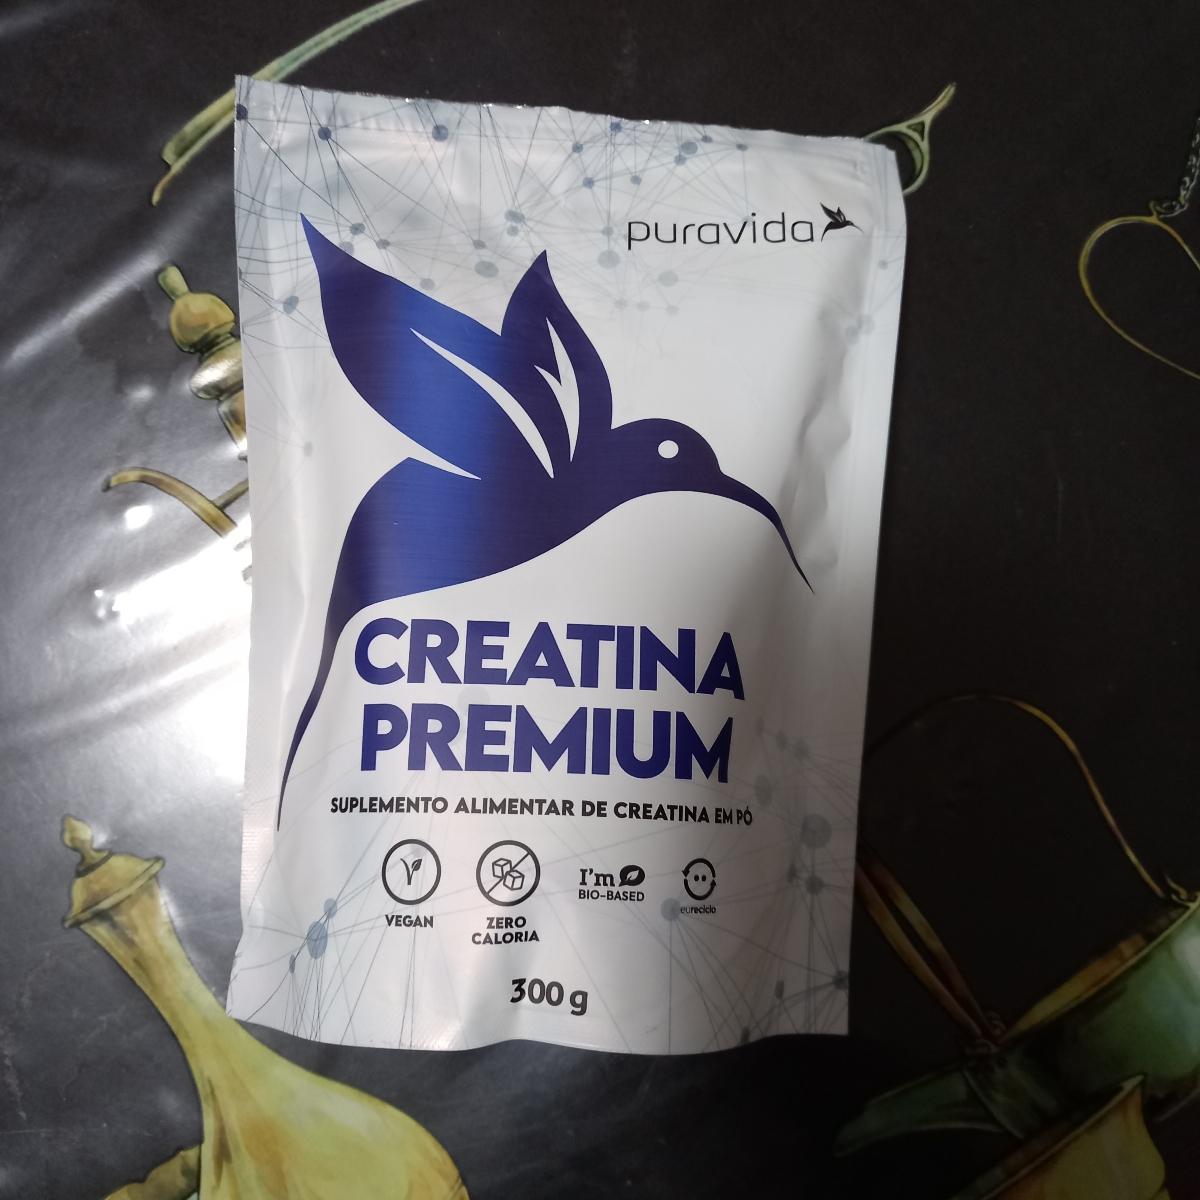 puravida
CREATINA
PREMIUM
SUPLEMENTO ALIMENTAR DE CREATINA EM PÓ
VEGAN
ZERO
CALORIA
I'm
BIO-BASED
eureciclo
300 g